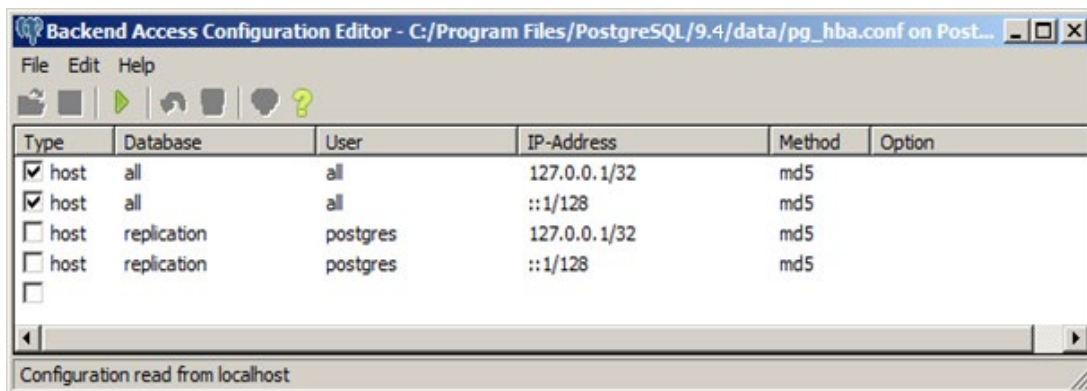 Backend Access Configuration Editor - C:/Program Files/PostgreSQL/9.4/data/pg_hba.conf on Post...
File Edit Help
Type Database User IP-Address Method Option
host all all 127.0.0.1/32 md5
host all all ::1/128 md5
host replication postgres 127.0.0.1/32 md5
host replication postgres ::1/128 md5
Configuration read from localhost